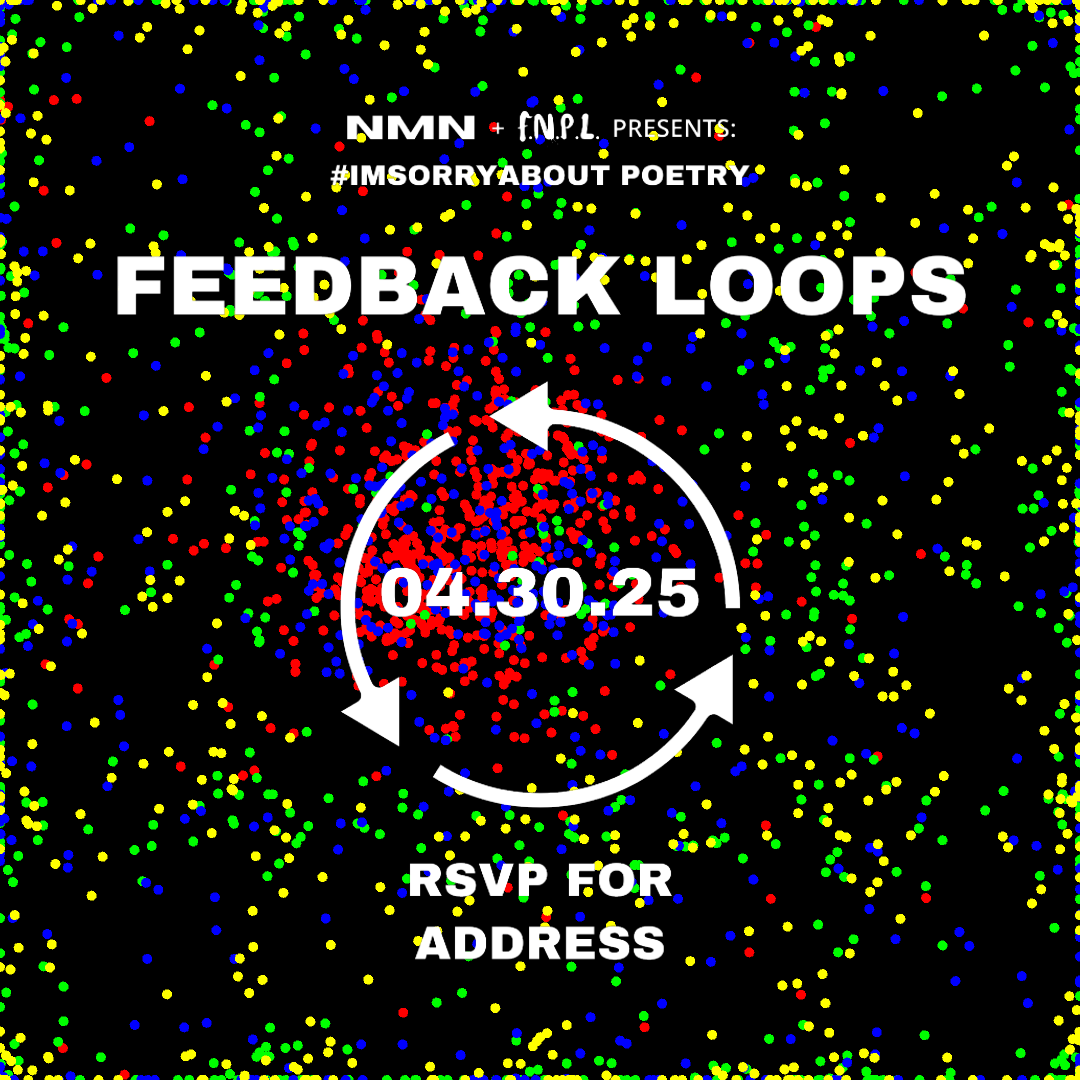 NMN + F.N.P.L. PRESENTS:
#IMSORRYABOUT POETRY
FEEDBACK LOOPS
04.30.25
RSVP FOR
ADDRESS